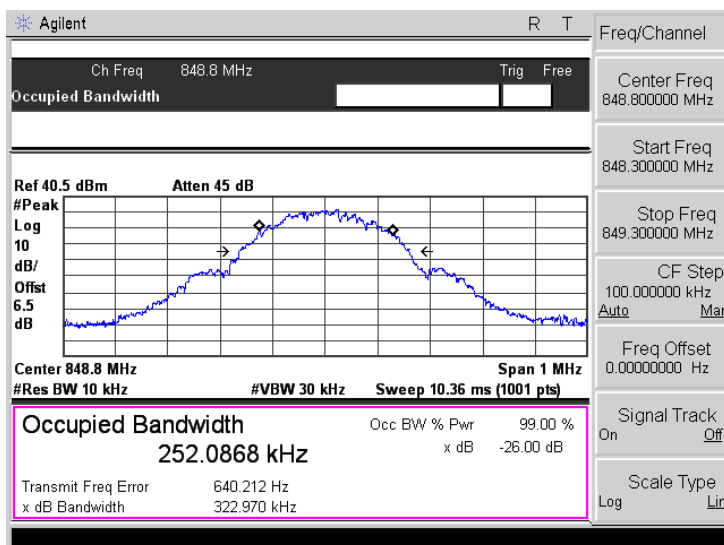 Agilent R T
Freq/Channel
Ch Freq 848.8 MHz Trig Free
Occupied Bandwidth
Center Freq
848.800000 MHz
Start Freq
848.300000 MHz
Stop Freq
849.300000 MHz
CF Step
100.000000 kHz
Auto Mar
Freq Offset
0.00000000 Hz
Signal Track
On Off
Scale Type
Log Lin
Ref 40.5 dBm Atten 45 dB
#Peak
Log
10
dB/
Offst
6.5
dB
Center 848.8 MHz Span 1 MHz
#Res BW 10 kHz #VBW 30 kHz Sweep 10.36 ms (1001 pts)
Occupied Bandwidth Occ BW % Pwr 99.00 %
252.0868 kHz x dB -26.00 dB
Transmit Freq Error 640.212 Hz
x dB Bandwidth 322.970 kHz